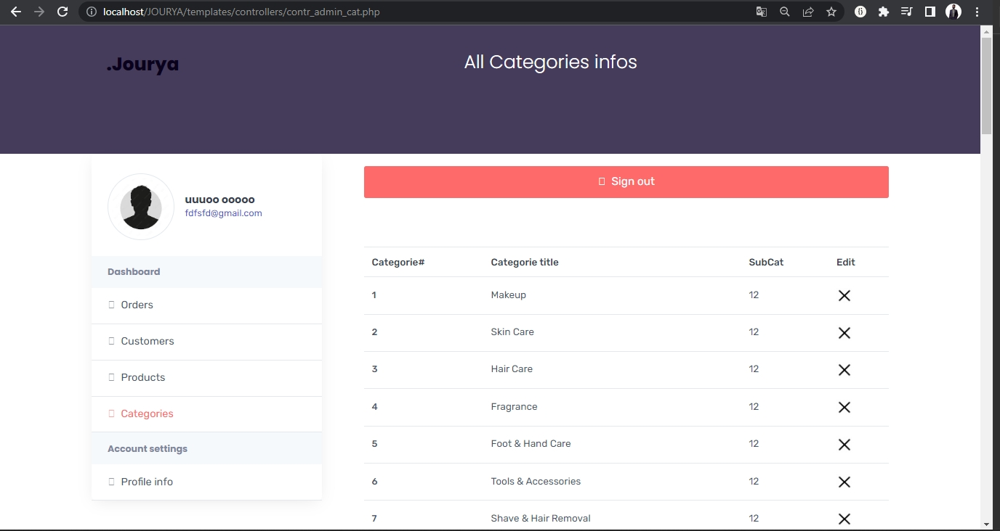 localhost/JOURYA/templates/controllers/contr_admin_cat.php
.Jourya
All Categories infos
uuuoo ooooo
fdfsfd@gmail.com
Dashboard
Orders
Customers
Products
Categories
Account settings
Profile info
Sign out
Categorie# Categorie title SubCat Edit
1 Makeup 12
2 Skin Care 12
3 Hair Care 12
4 Fragrance 12
5 Foot & Hand Care 12
6 Tools & Accessories 12
7 Shave & Hair Removal 12